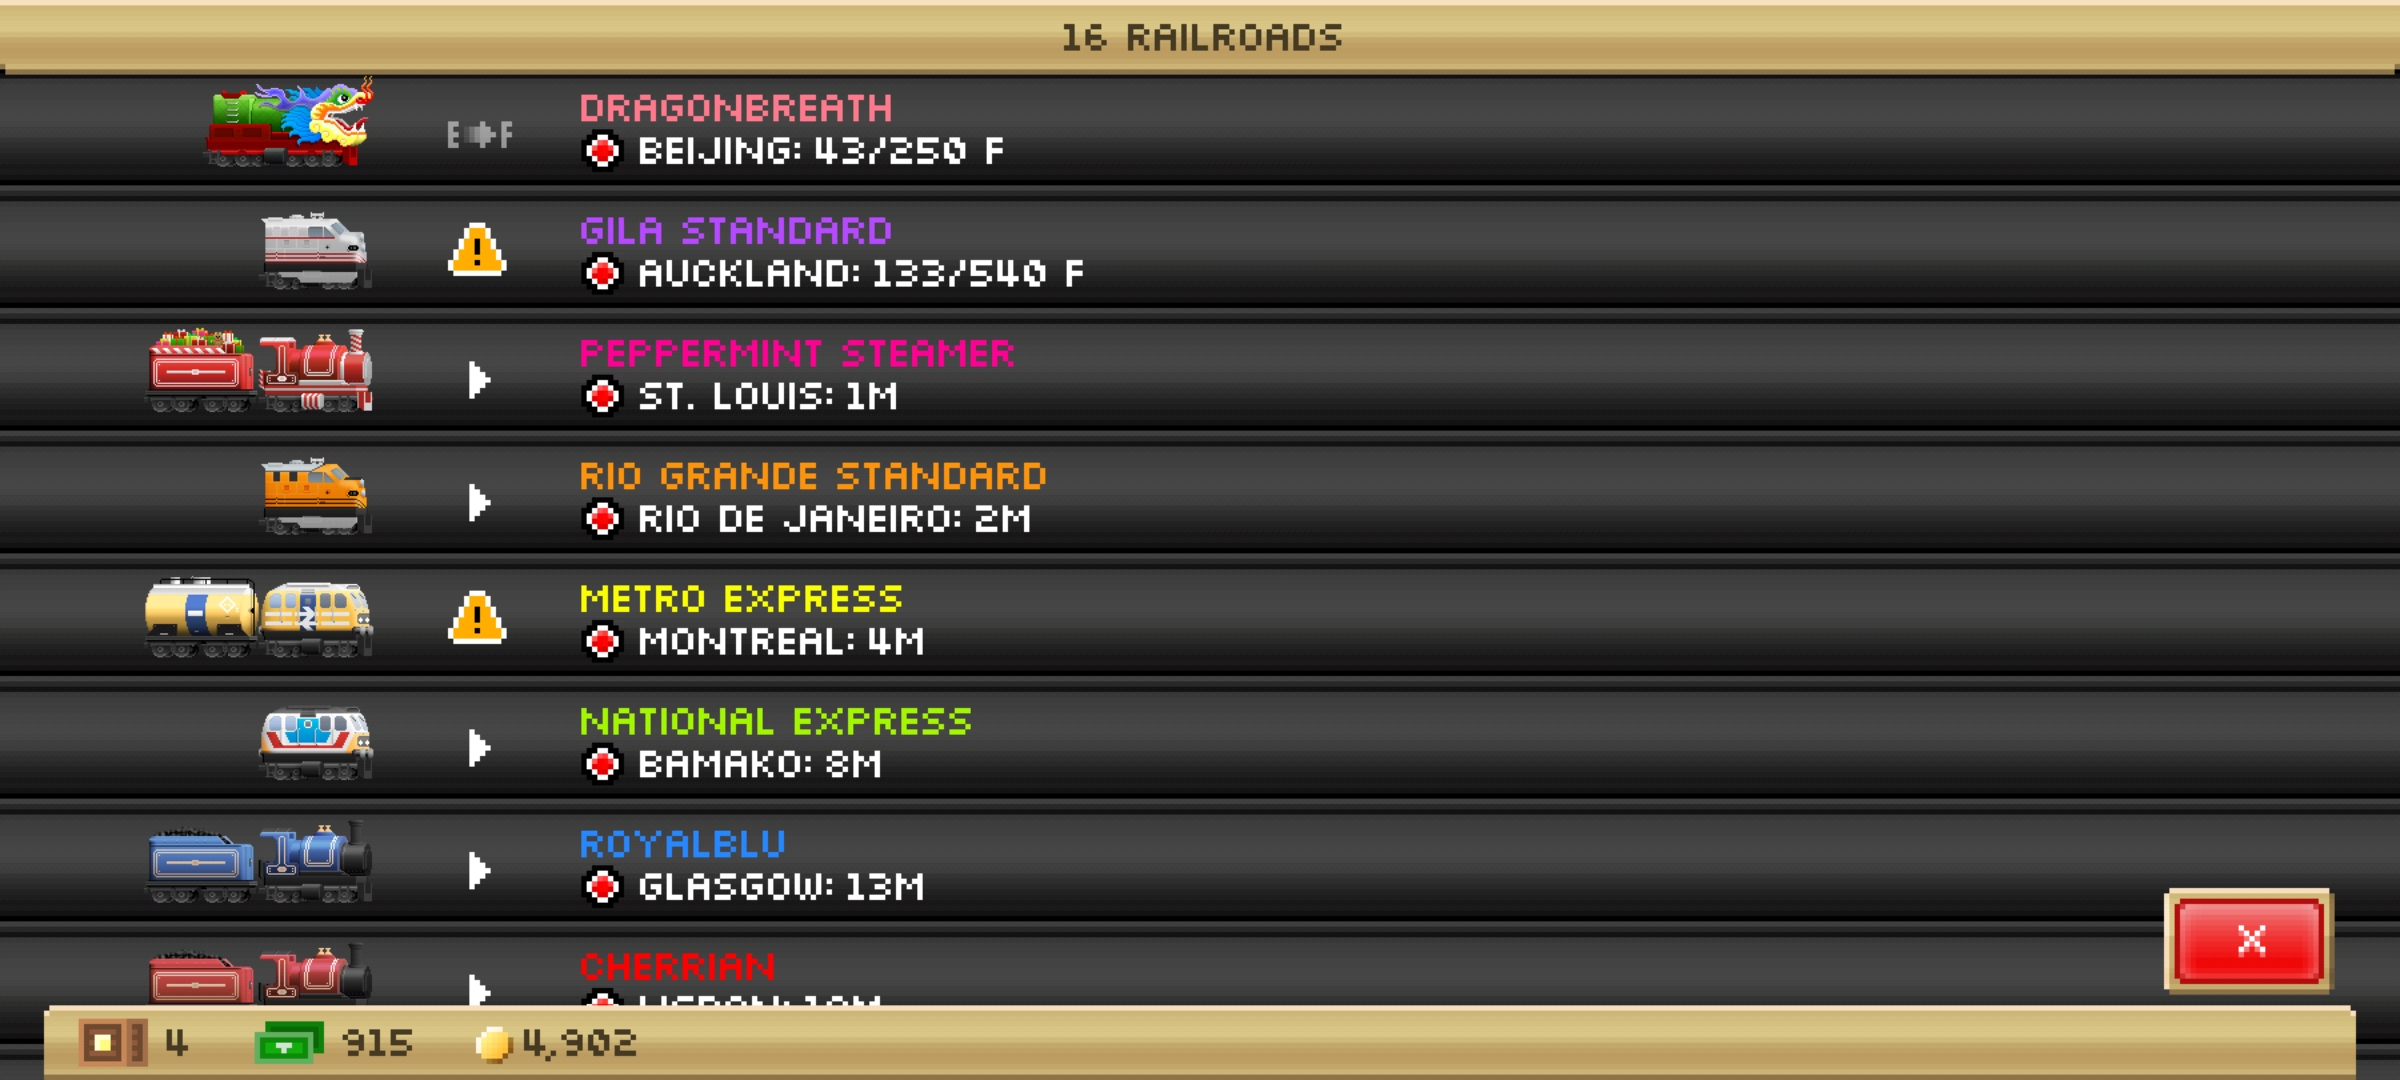 16 RAILROADS
DRAGONBREATH
E F
BEIJING: 43/250 F
GILA STANDARD
!
AUCKLAND: 133/540 F
PEPPERMINT STEAMER
ST. LOUIS: 1M
RIO GRANDE STANDARD
RIO DE JANEIRO: 2M
METRO EXPRESS
!
MONTREAL: 4M
NATIONAL EXPRESS
BAMAKO: 8M
ROYALBLU
GLASGOW: 13M
CHERRIAN
X
4 915 4,902